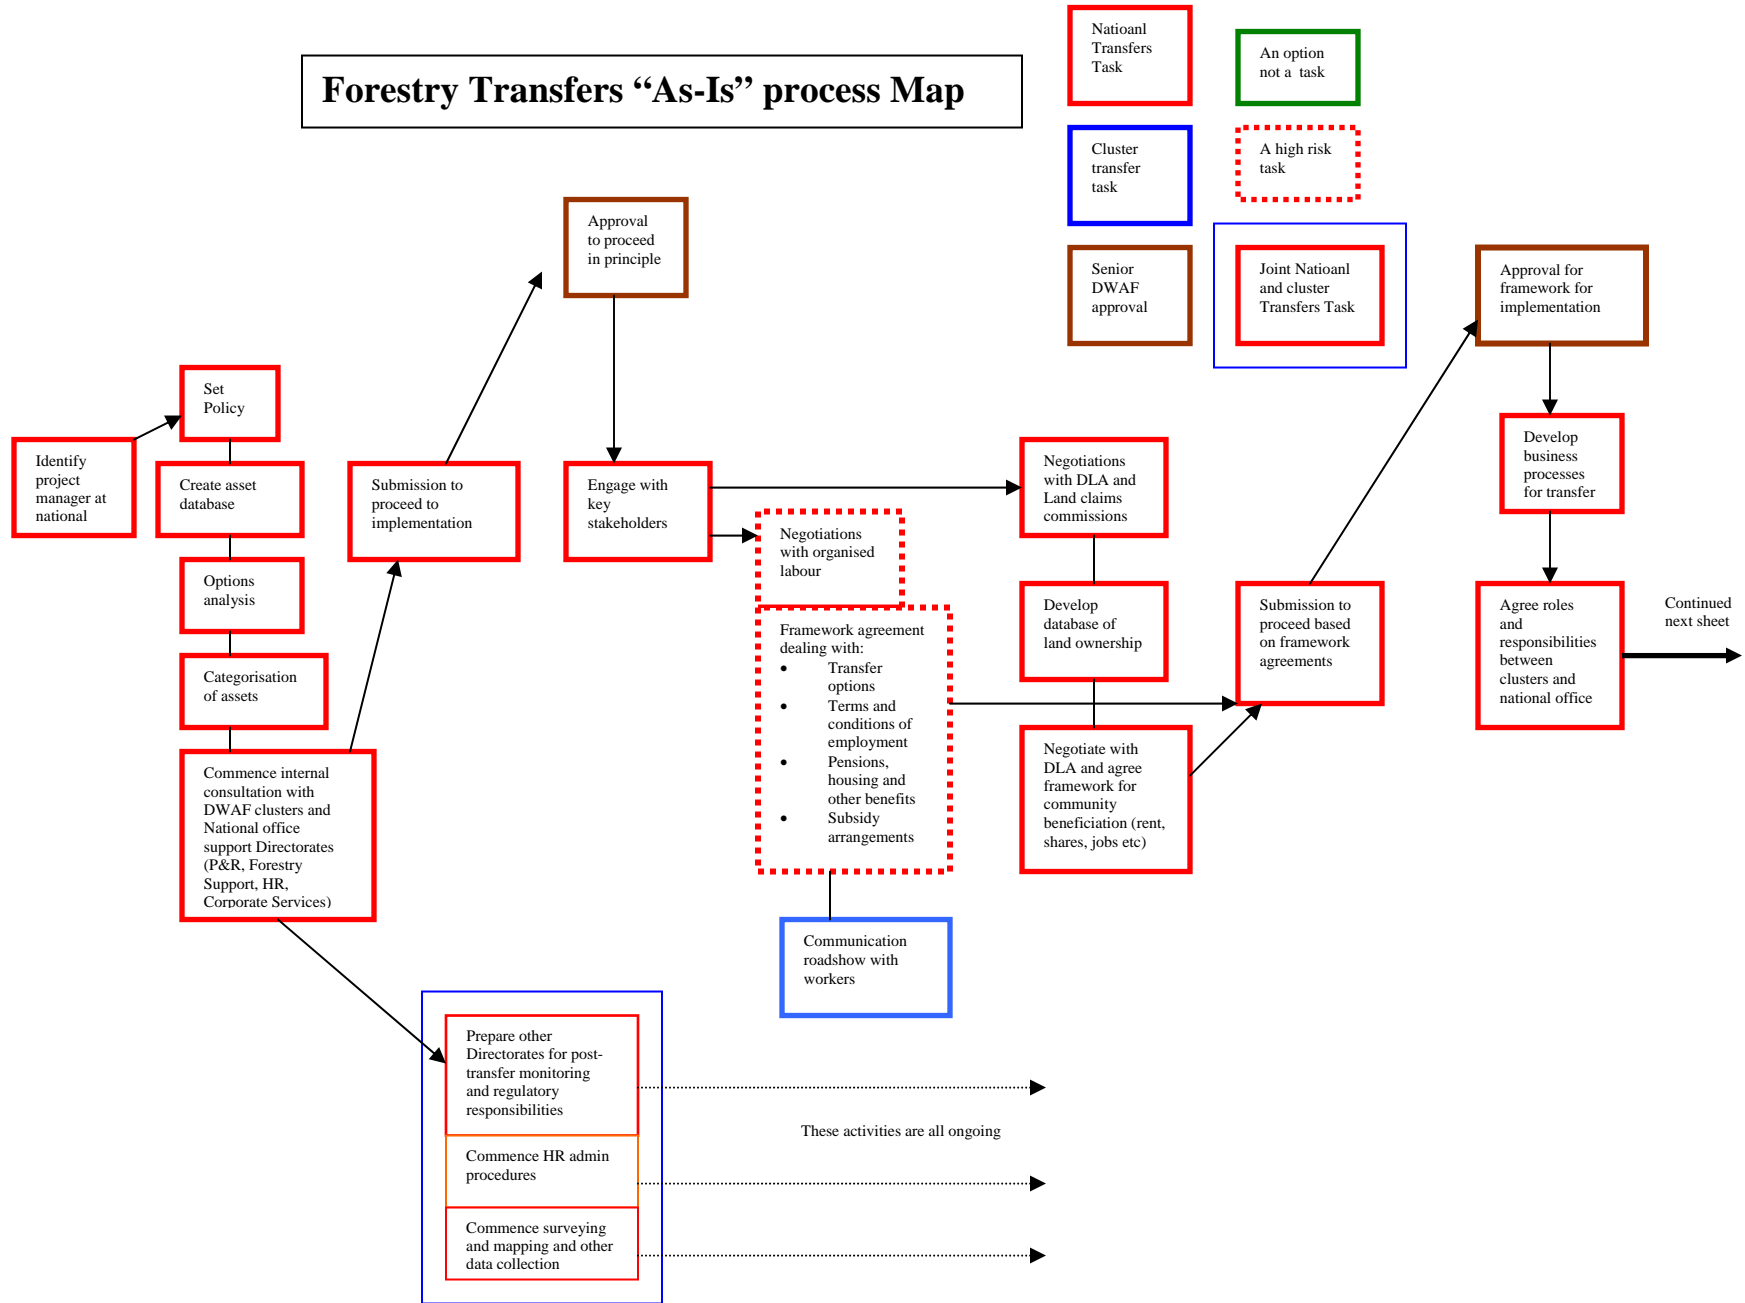 Forestry Transfers “As-Is” process Map
Natioanl
Transfers
Task
An option
not a task
Cluster
transfer
task
A high risk
task
Senior
DWAF
approval
Joint Natioanl
and cluster
Transfers Task
Identify
project
manager at
national
Set
Policy
Create asset
database
Options
analysis
Categorisation
of assets
Commence internal
consultation with
DWAF clusters and
National office
support Directorates
(P&R, Forestry
Support, HR,
Corporate Services)
Submission to
proceed to
implementation
Approval
to proceed
in principle
Engage with
key
stakeholders
Negotiations
with organised
labour
Framework agreement
dealing with:
• Transfer
options
• Terms and
conditions of
employment
• Pensions,
housing and
other benefits
• Subsidy
arrangements
Communication
roadshow with
workers
Negotiations
with DLA and
Land claims
commissions
Develop
database of
land ownership
Negotiate with
DLA and agree
framework for
community
beneficiation (rent,
shares, jobs etc)
Submission to
proceed based
on framework
agreements
Approval for
framework for
implementation
Develop
business
processes
for transfer
Agree roles
and
responsibilities
between
clusters and
national office
Continued
next sheet
Prepare other
Directorates for post-
transfer monitoring
and regulatory
responsibilities
Commence HR admin
procedures
Commence surveying
and mapping and other
data collection
These activities are all ongoing